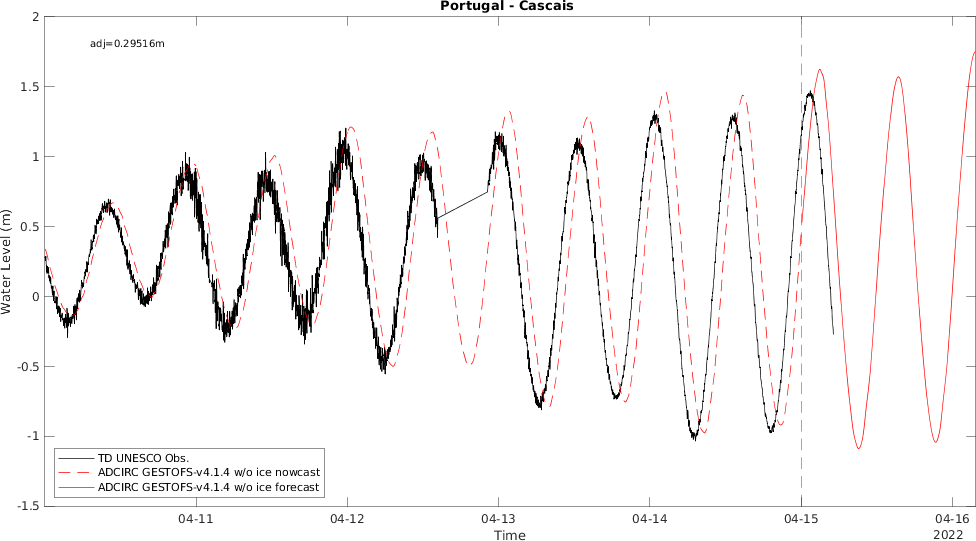 Portugal - Cascais
adj=0.29516m
2
1.5
1
0.5
0
-0.5
-1
-1.5
Water Level (m)
TD UNESCO Obs.
ADCIRC GESTOFS-v4.1.4 w/o ice nowcast
ADCIRC GESTOFS-v4.1.4 w/o ice forecast
04-11 04-12 04-13 04-14 04-15 04-16
Time
2022